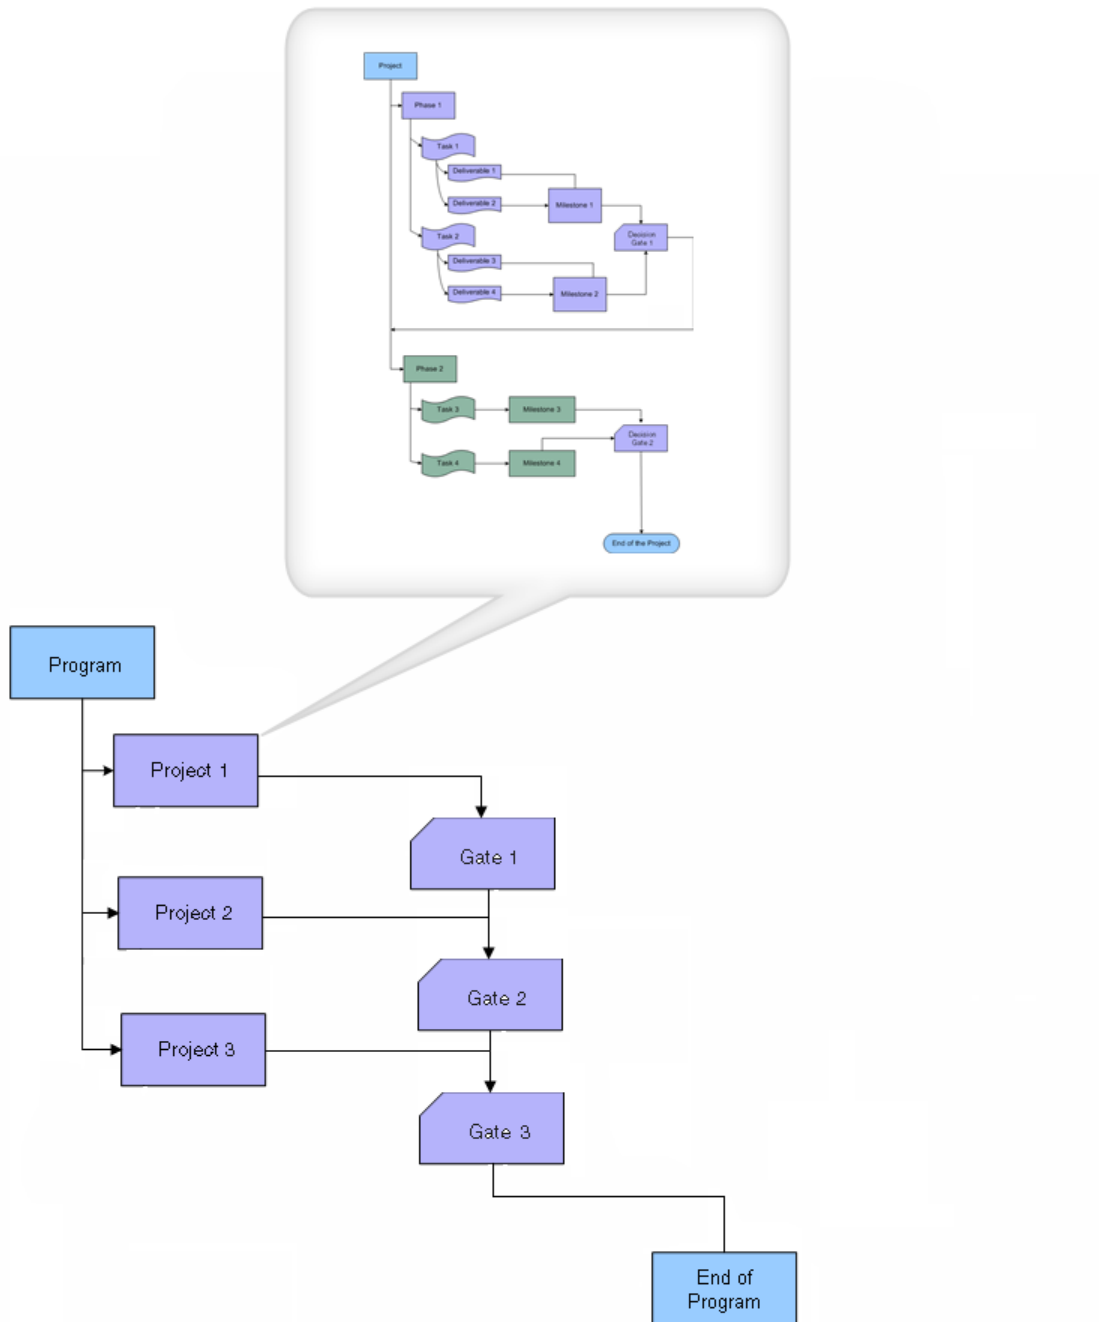 Project
Phase 1
Task 1
Deliverable 1
Deliverable 2
Milestone 1
Decision
Gate 1
Task 2
Deliverable 3
Deliverable 4
Milestone 2
Phase 2
Task 3
Milestone 3
Decision
Gate 2
Task 4
Milestone 4
End of the Project
Program
Project 1
Gate 1
Project 2
Gate 2
Project 3
Gate 3
End of
Program